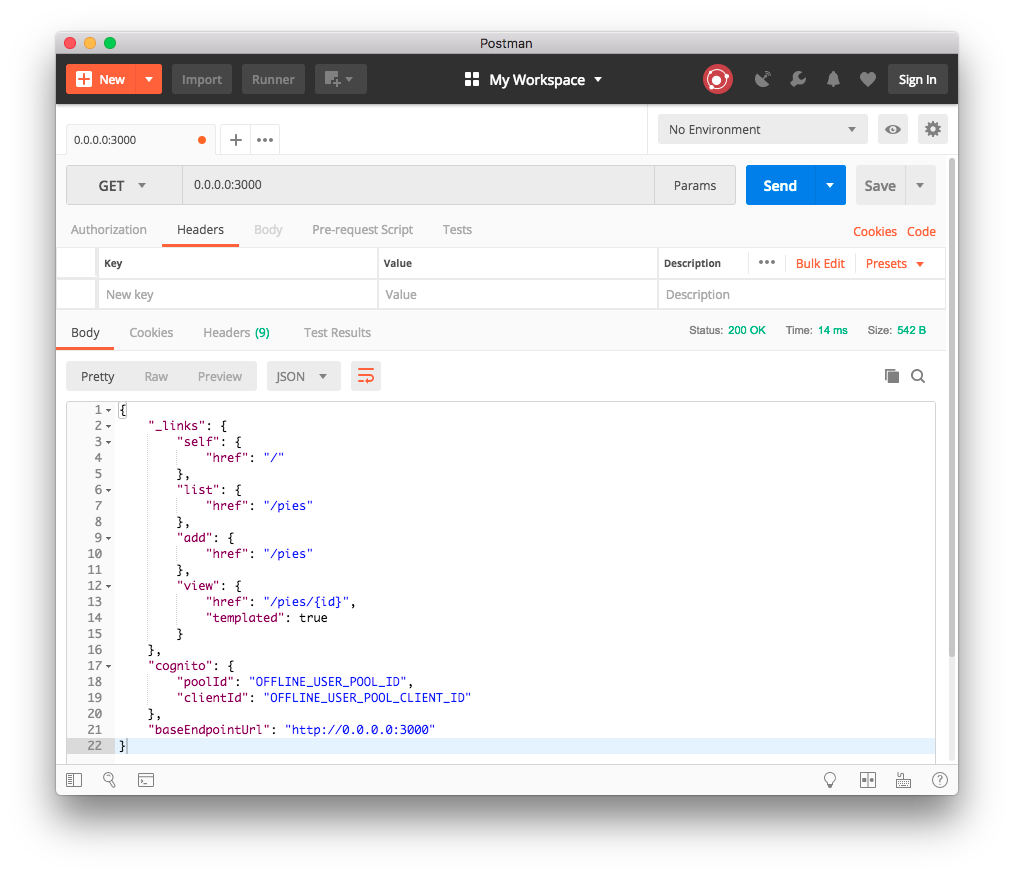 Postman
New Import Runner My Workspace Sign In
0.0.0.0:3000 No Environment
GET 0.0.0.0:3000 Params Send Save
Authorization Headers Body Pre-request Script Tests Cookies Code
Key Value Description Bulk Edit Presets
New key Value Description
Body Cookies Headers (9) Test Results Status: 200 OK Time: 14 ms Size: 542 B
Pretty Raw Preview JSON
1 {
2 "_links": {
3 "self": {
4 "href": "/"
5 },
6 "list": {
7 "href": "/pies"
8 },
9 "add": {
10 "href": "/pies"
11 },
12 "view": {
13 "href": "/pies/{id}",
14 "templated": true
15 }
16 },
17 "cognito": {
18 "poolId": "OFFLINE_USER_POOL_ID",
19 "clientId": "OFFLINE_USER_POOL_CLIENT_ID"
20 },
21 "baseEndpointUrl": "http://0.0.0.0:3000"
22 }